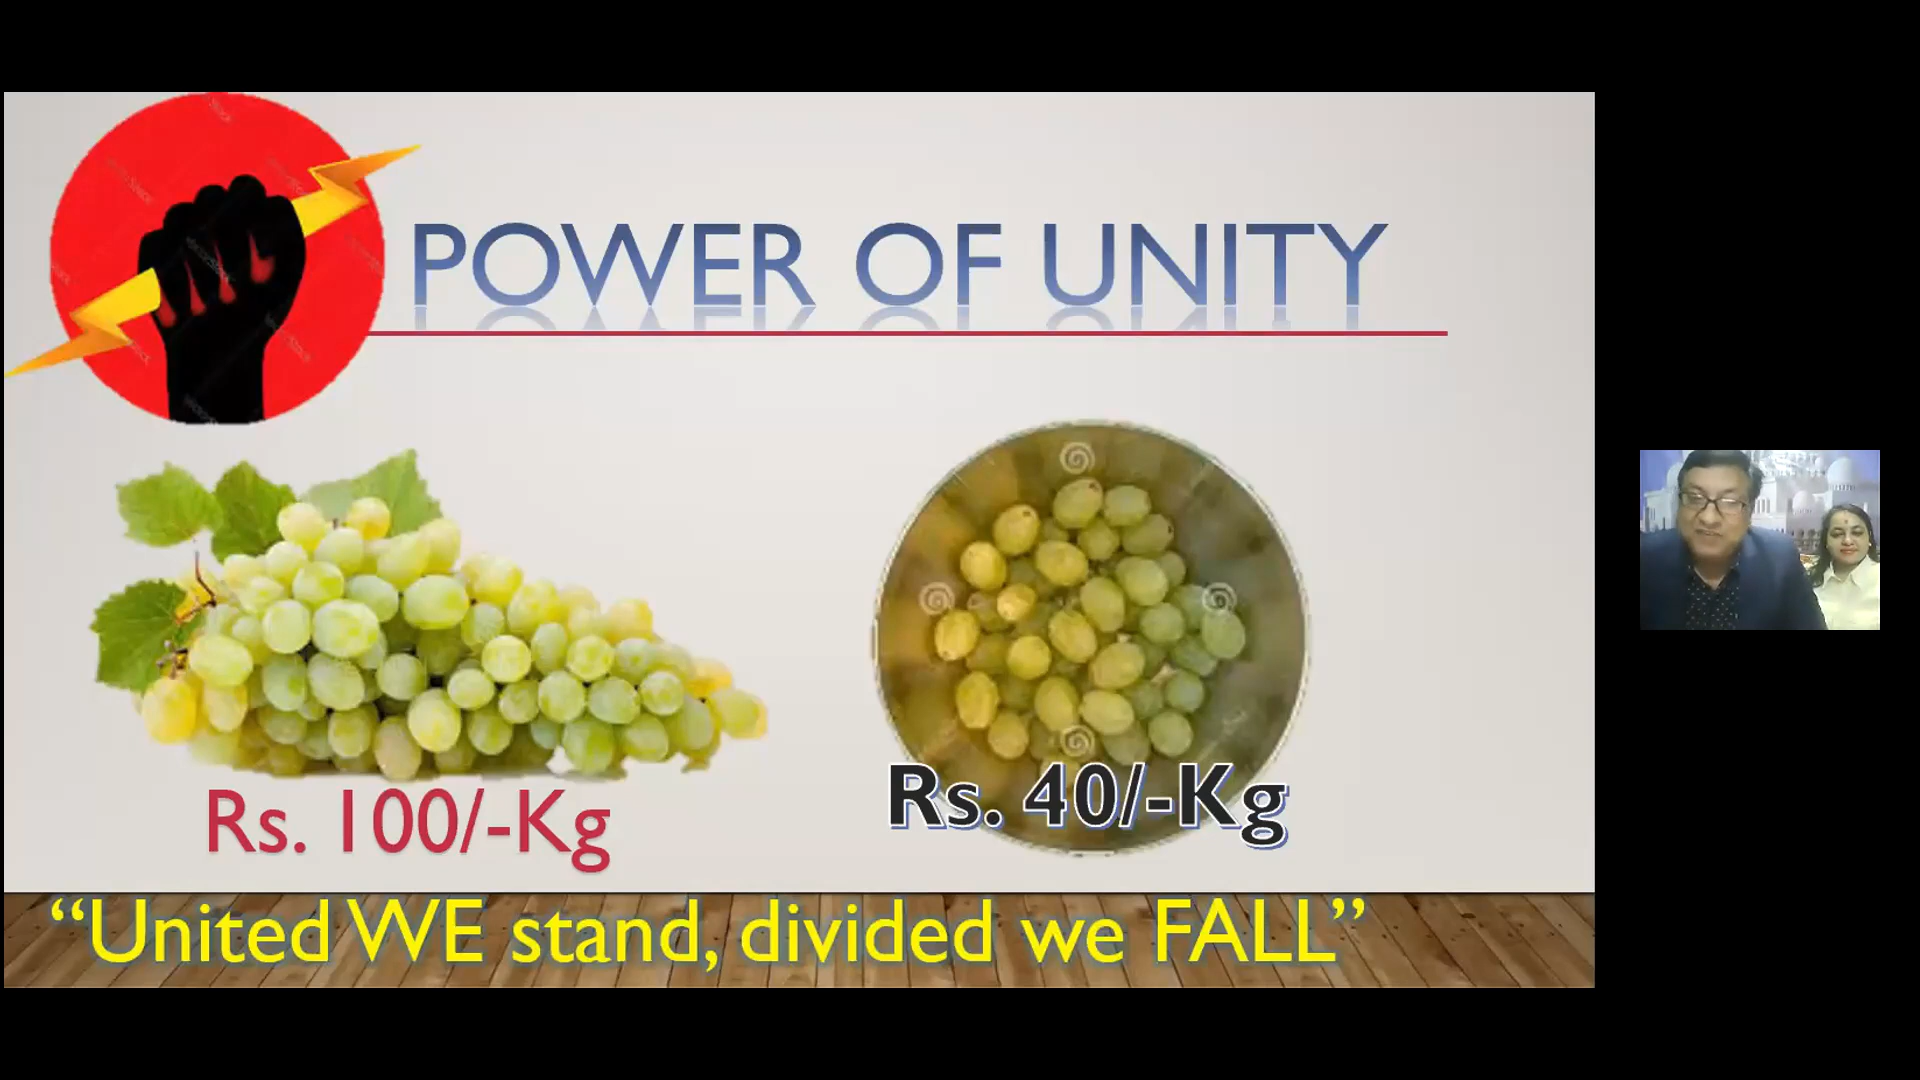 POWER OF UNITY
Rs. 100/-Kg
Rs. 40/-Kg
“United WE stand, divided we FALL”